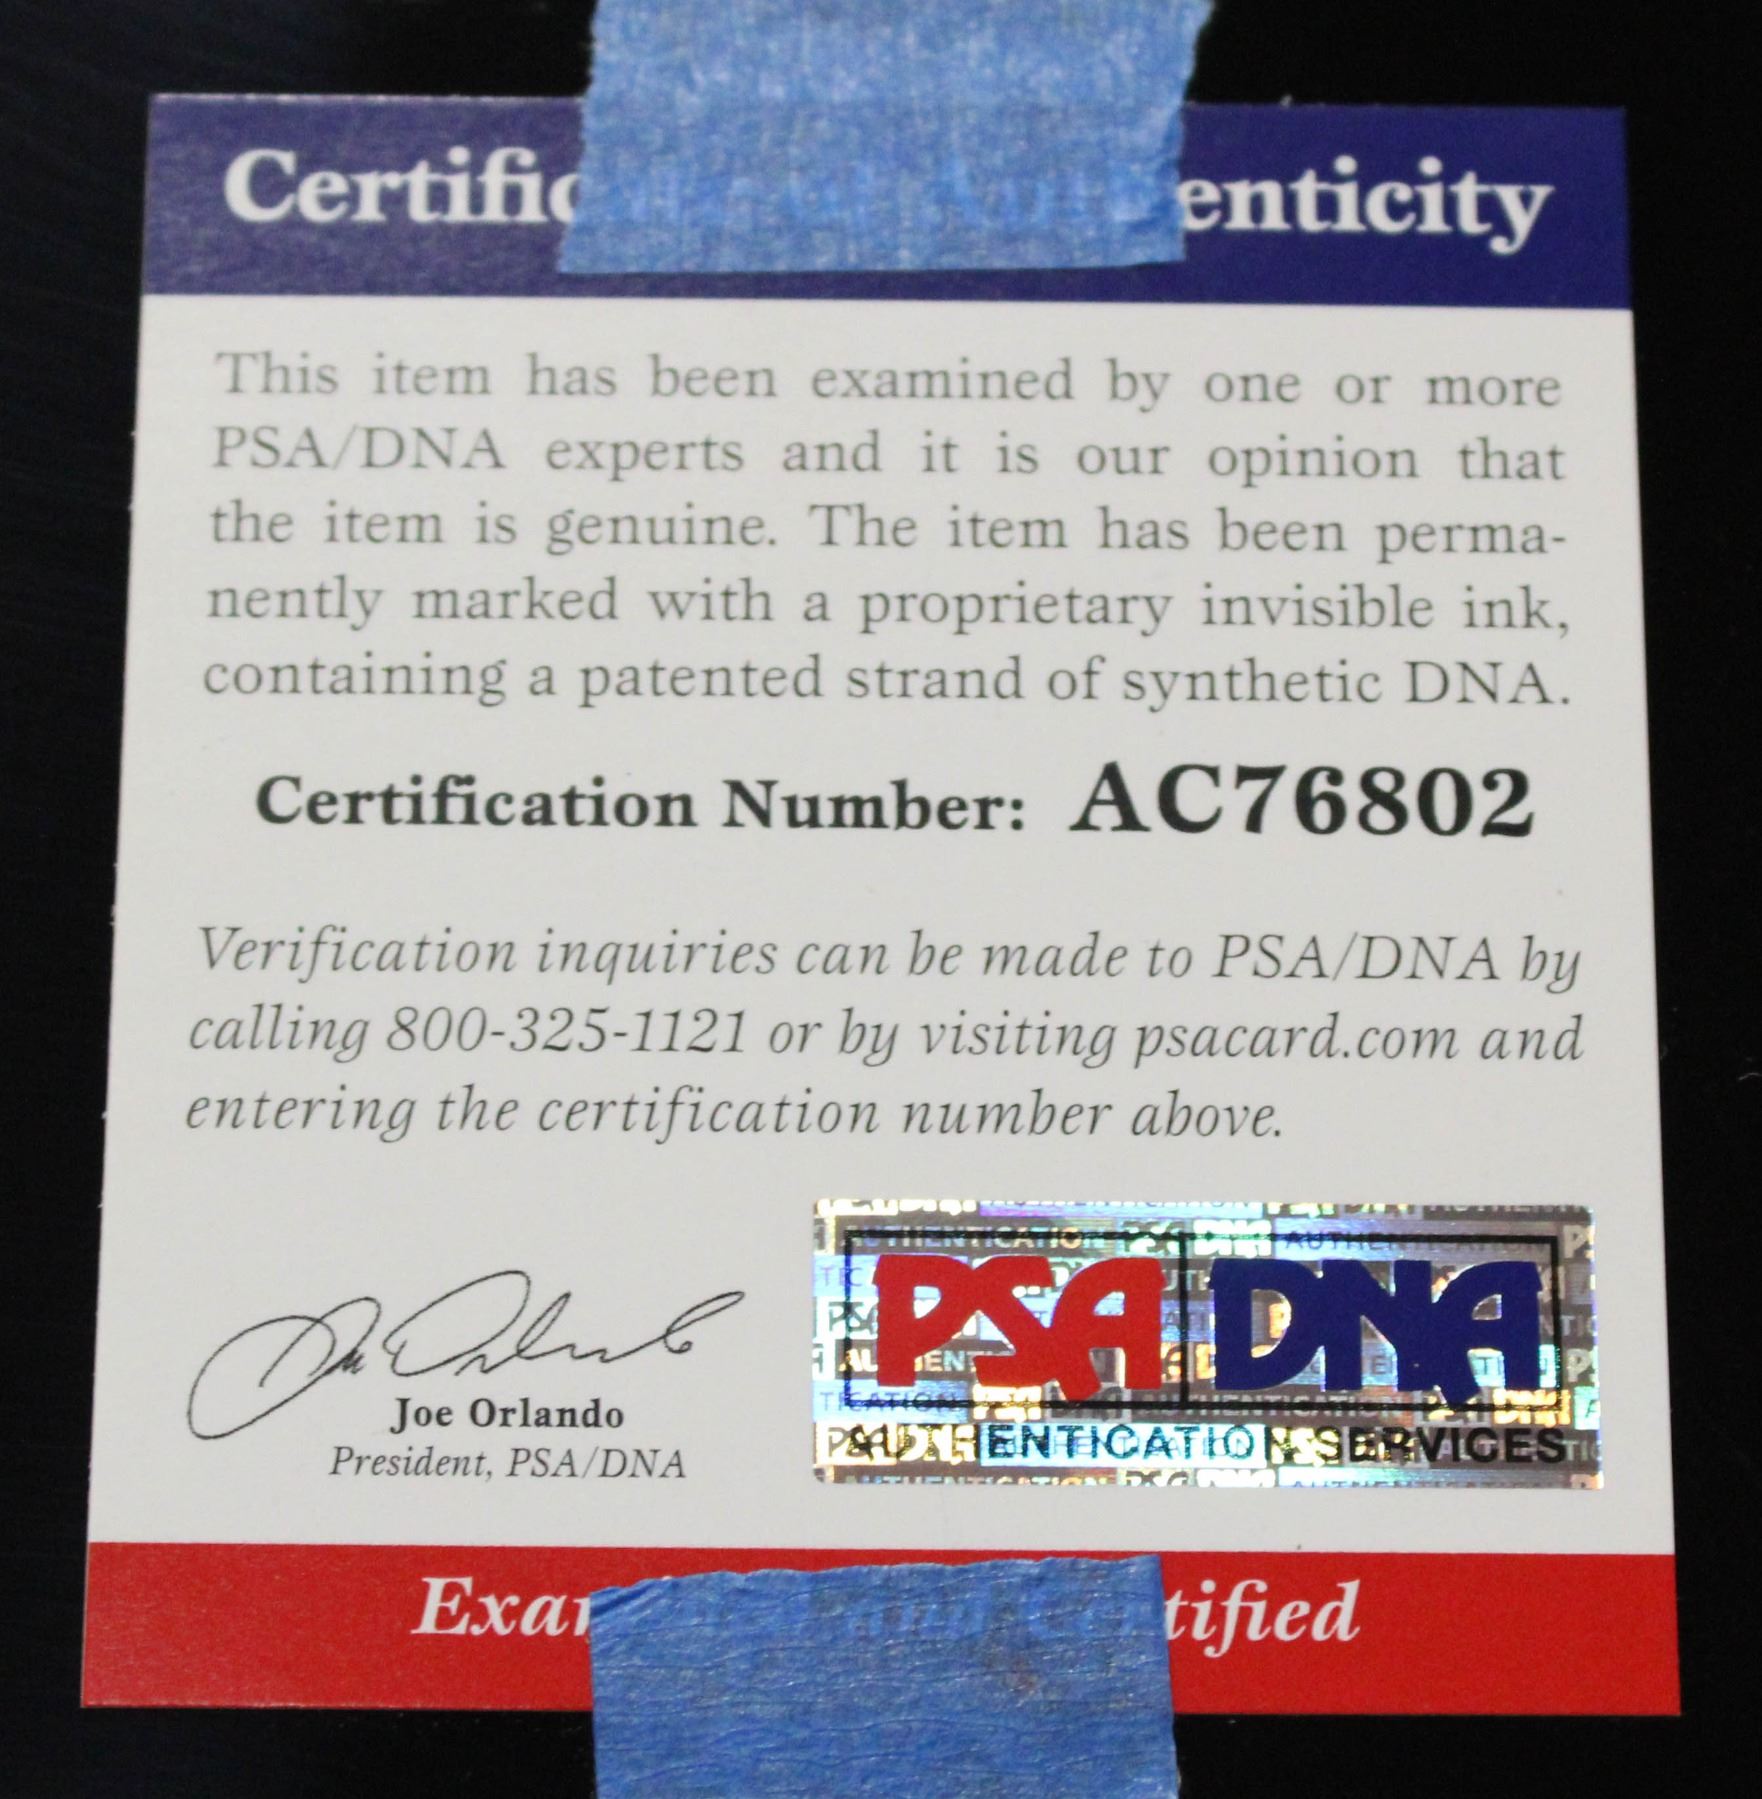 Certific enticity
This item has been examined by one or more
PSA/DNA experts and it is our opinion that
the item is genuine. The item has been perma-
nently marked with a proprietary invisible ink,
containing a patented strand of synthetic DNA.
Certification Number: AC76802
Verification inquiries can be made to PSA/DNA by
calling 800-325-1121 or by visiting psacard.com and
entering the certification number above.
Joe Orlando
President, PSA/DNA
PSA DNA
AUTHENTICATION SERVICES
Exa tified